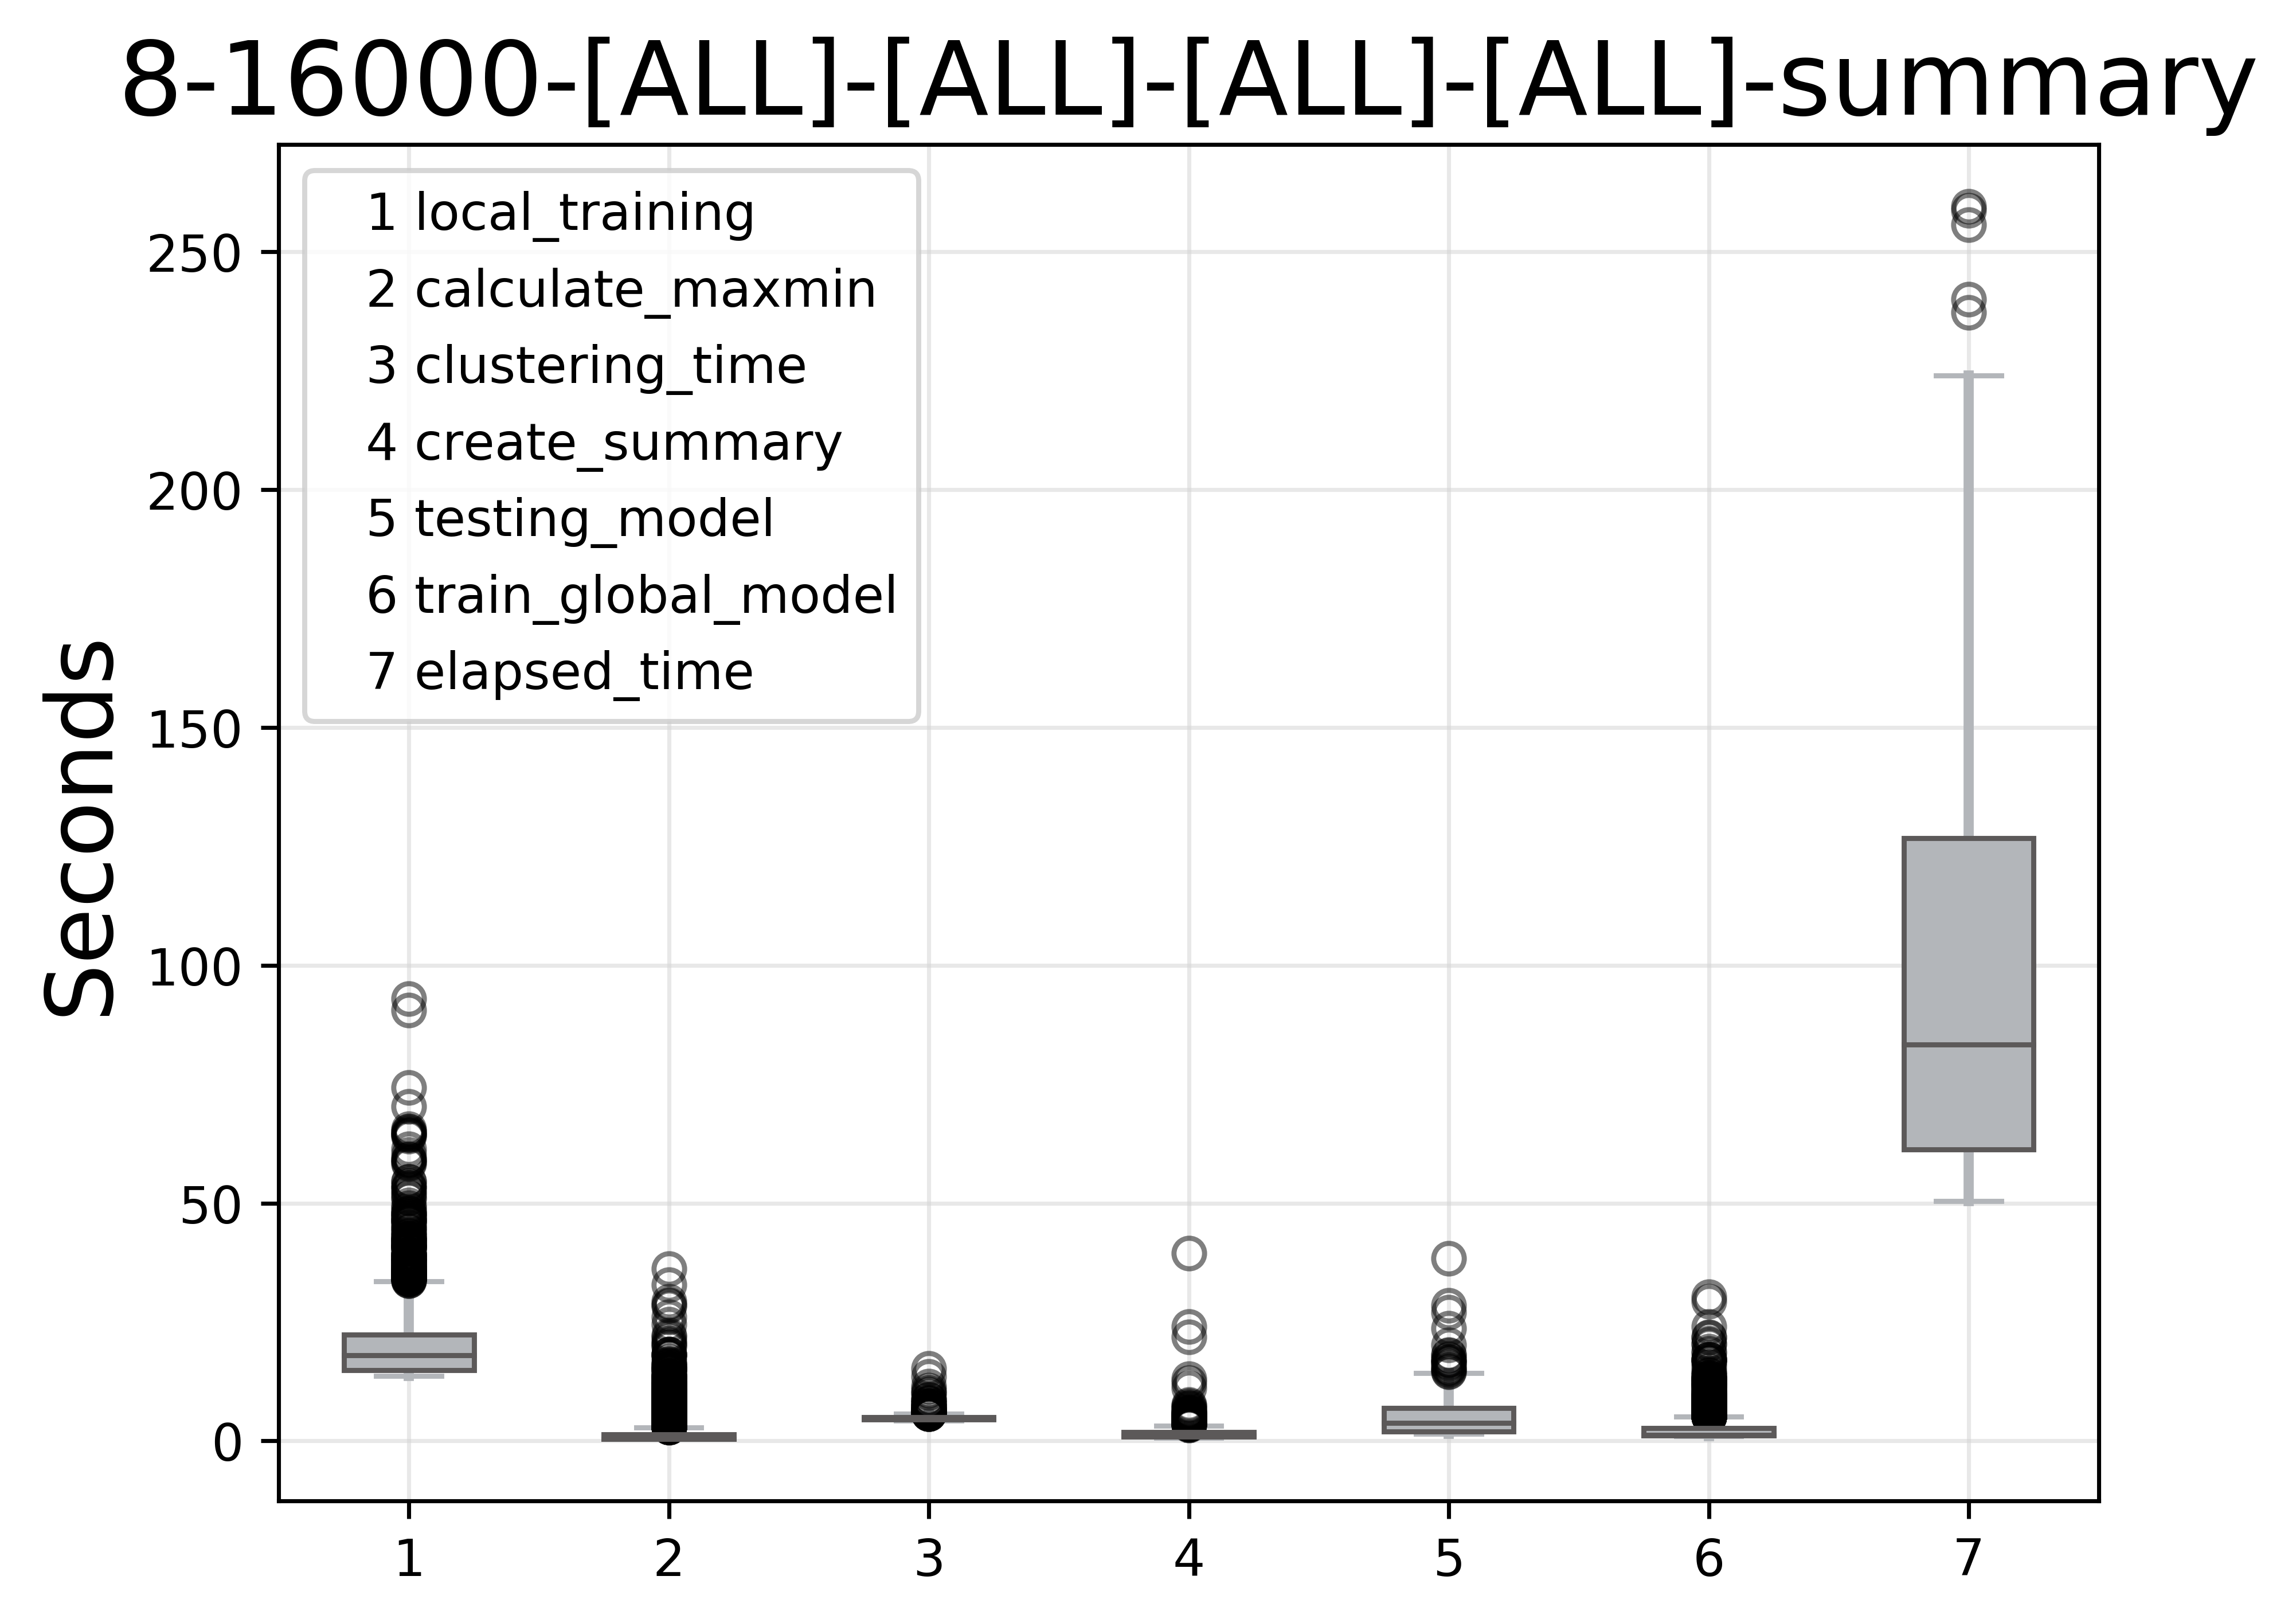 8-16000-[ALL]-[ALL]-[ALL]-[ALL]-summary
1 local_training
2 calculate_maxmin
3 clustering_time
4 create_summary
5 testing_model
6 train_global_model
7 elapsed_time
Seconds
250
200
150
100
50
0
1 2 3 4 5 6 7